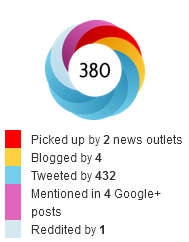 380
Picked up by 2 news outlets
Blogged by 4
Tweeted by 432
Mentioned in 4 Google+
posts
Reddited by 1